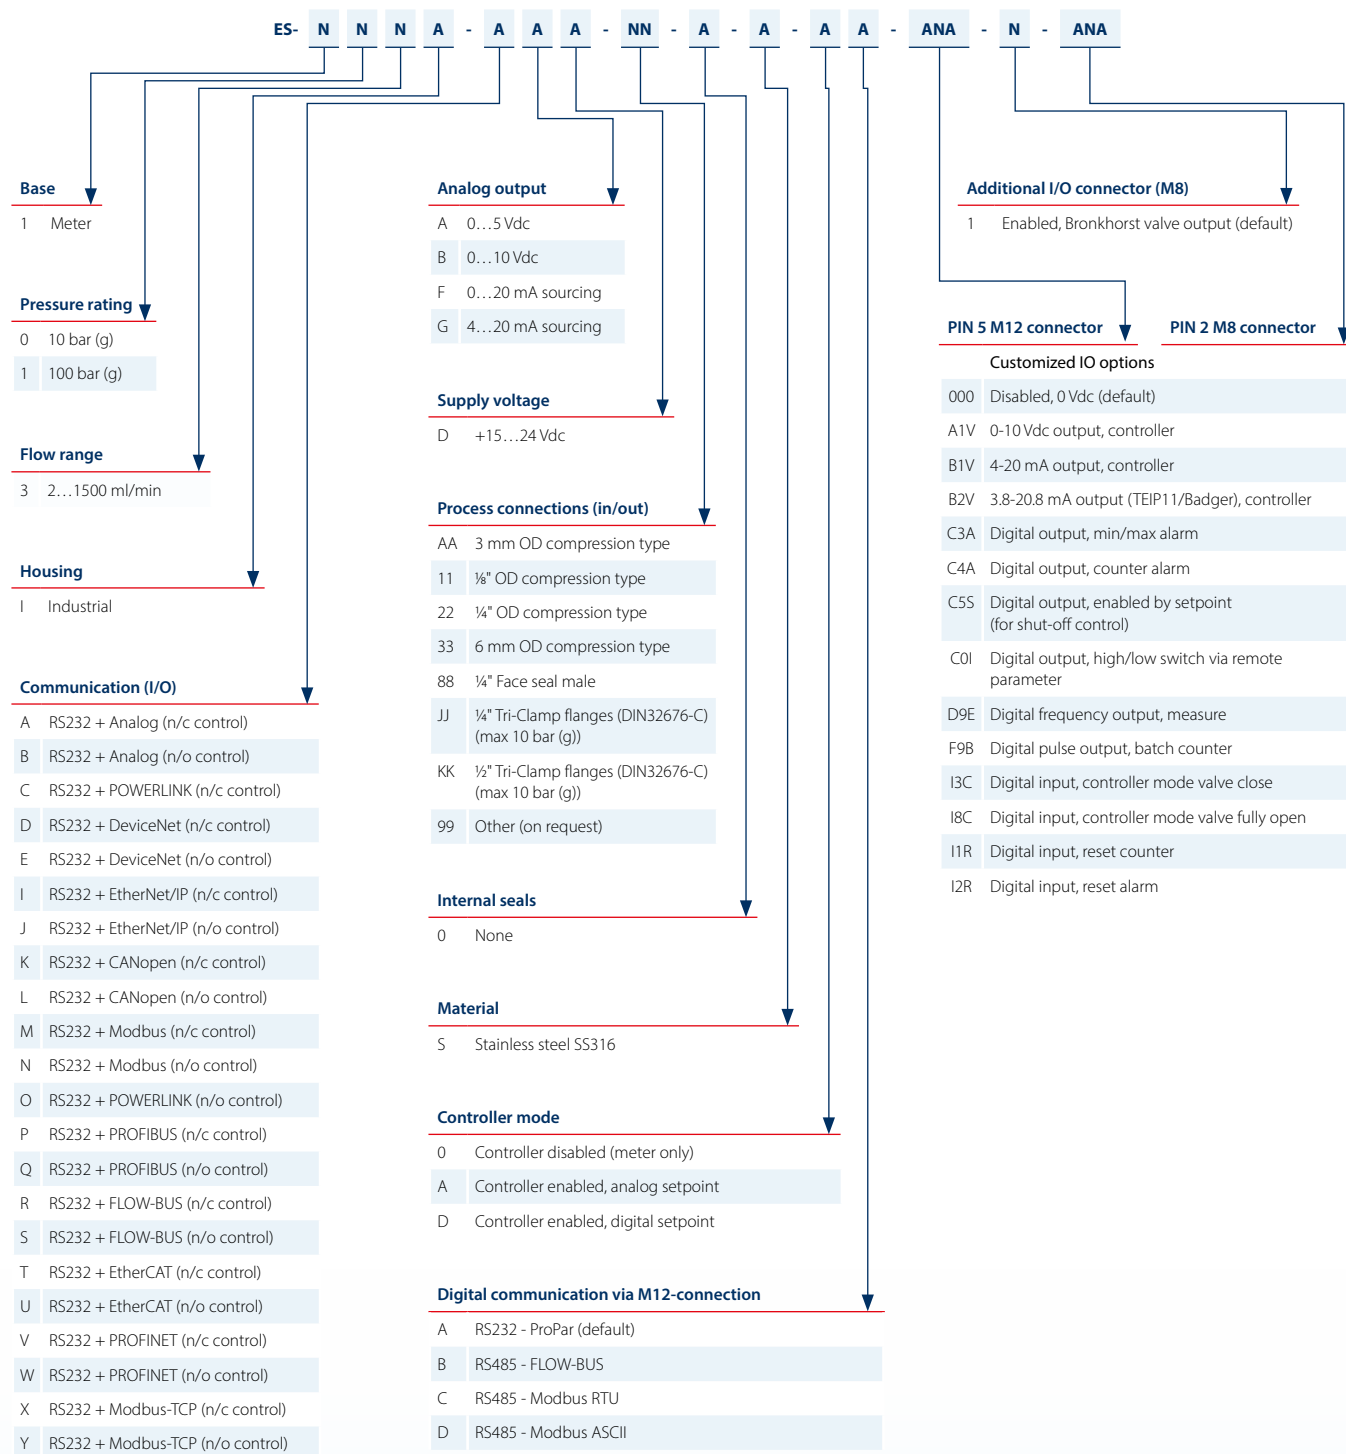 ES- N N N A - A A A - NN - A - A - A A - ANA - N - ANA
Base
1 Meter
Pressure rating
0 10 bar (g)
1 100 bar (g)
Flow range
3 2…1500 ml/min
Housing
I Industrial
Communication (I/O)
A RS232 + Analog (n/c control)
B RS232 + Analog (n/o control)
C RS232 + POWERLINK (n/c control)
D RS232 + DeviceNet (n/c control)
E RS232 + DeviceNet (n/o control)
I RS232 + EtherNet/IP (n/c control)
J RS232 + EtherNet/IP (n/o control)
K RS232 + CANopen (n/c control)
L RS232 + CANopen (n/o control)
M RS232 + Modbus (n/c control)
N RS232 + Modbus (n/o control)
O RS232 + POWERLINK (n/o control)
P RS232 + PROFIBUS (n/c control)
Q RS232 + PROFIBUS (n/o control)
R RS232 + FLOW-BUS (n/c control)
S RS232 + FLOW-BUS (n/o control)
T RS232 + EtherCAT (n/c control)
U RS232 + EtherCAT (n/o control)
V RS232 + PROFINET (n/c control)
W RS232 + PROFINET (n/o control)
X RS232 + Modbus-TCP (n/c control)
Y RS232 + Modbus-TCP (n/o control)
Analog output
A 0…5 Vdc
B 0…10 Vdc
F 0…20 mA sourcing
G 4…20 mA sourcing
Supply voltage
D +15…24 Vdc
Process connections (in/out)
AA 3 mm OD compression type
11 ⅛" OD compression type
22 ¼" OD compression type
33 6 mm OD compression type
88 ¼" Face seal male
JJ ¼" Tri-Clamp flanges (DIN32676-C)
(max 10 bar (g))
KK ½" Tri-Clamp flanges (DIN32676-C)
(max 10 bar (g))
99 Other (on request)
Internal seals
0 None
Material
S Stainless steel SS316
Controller mode
0 Controller disabled (meter only)
A Controller enabled, analog setpoint
D Controller enabled, digital setpoint
Digital communication via M12-connection
A RS232 - ProPar (default)
B RS485 - FLOW-BUS
C RS485 - Modbus RTU
D RS485 - Modbus ASCII
Additional I/O connector (M8)
1 Enabled, Bronkhorst valve output (default)
PIN 5 M12 connector PIN 2 M8 connector
Customized IO options
000 Disabled, 0 Vdc (default)
A1V 0-10 Vdc output, controller
B1V 4-20 mA output, controller
B2V 3.8-20.8 mA output (TEIP11/Badger), controller
C3A Digital output, min/max alarm
C4A Digital output, counter alarm
C5S Digital output, enabled by setpoint
(for shut-off control)
C0I Digital output, high/low switch via remote
parameter
D9E Digital frequency output, measure
F9B Digital pulse output, batch counter
I3C Digital input, controller mode valve close
I8C Digital input, controller mode valve fully open
I1R Digital input, reset counter
I2R Digital input, reset alarm